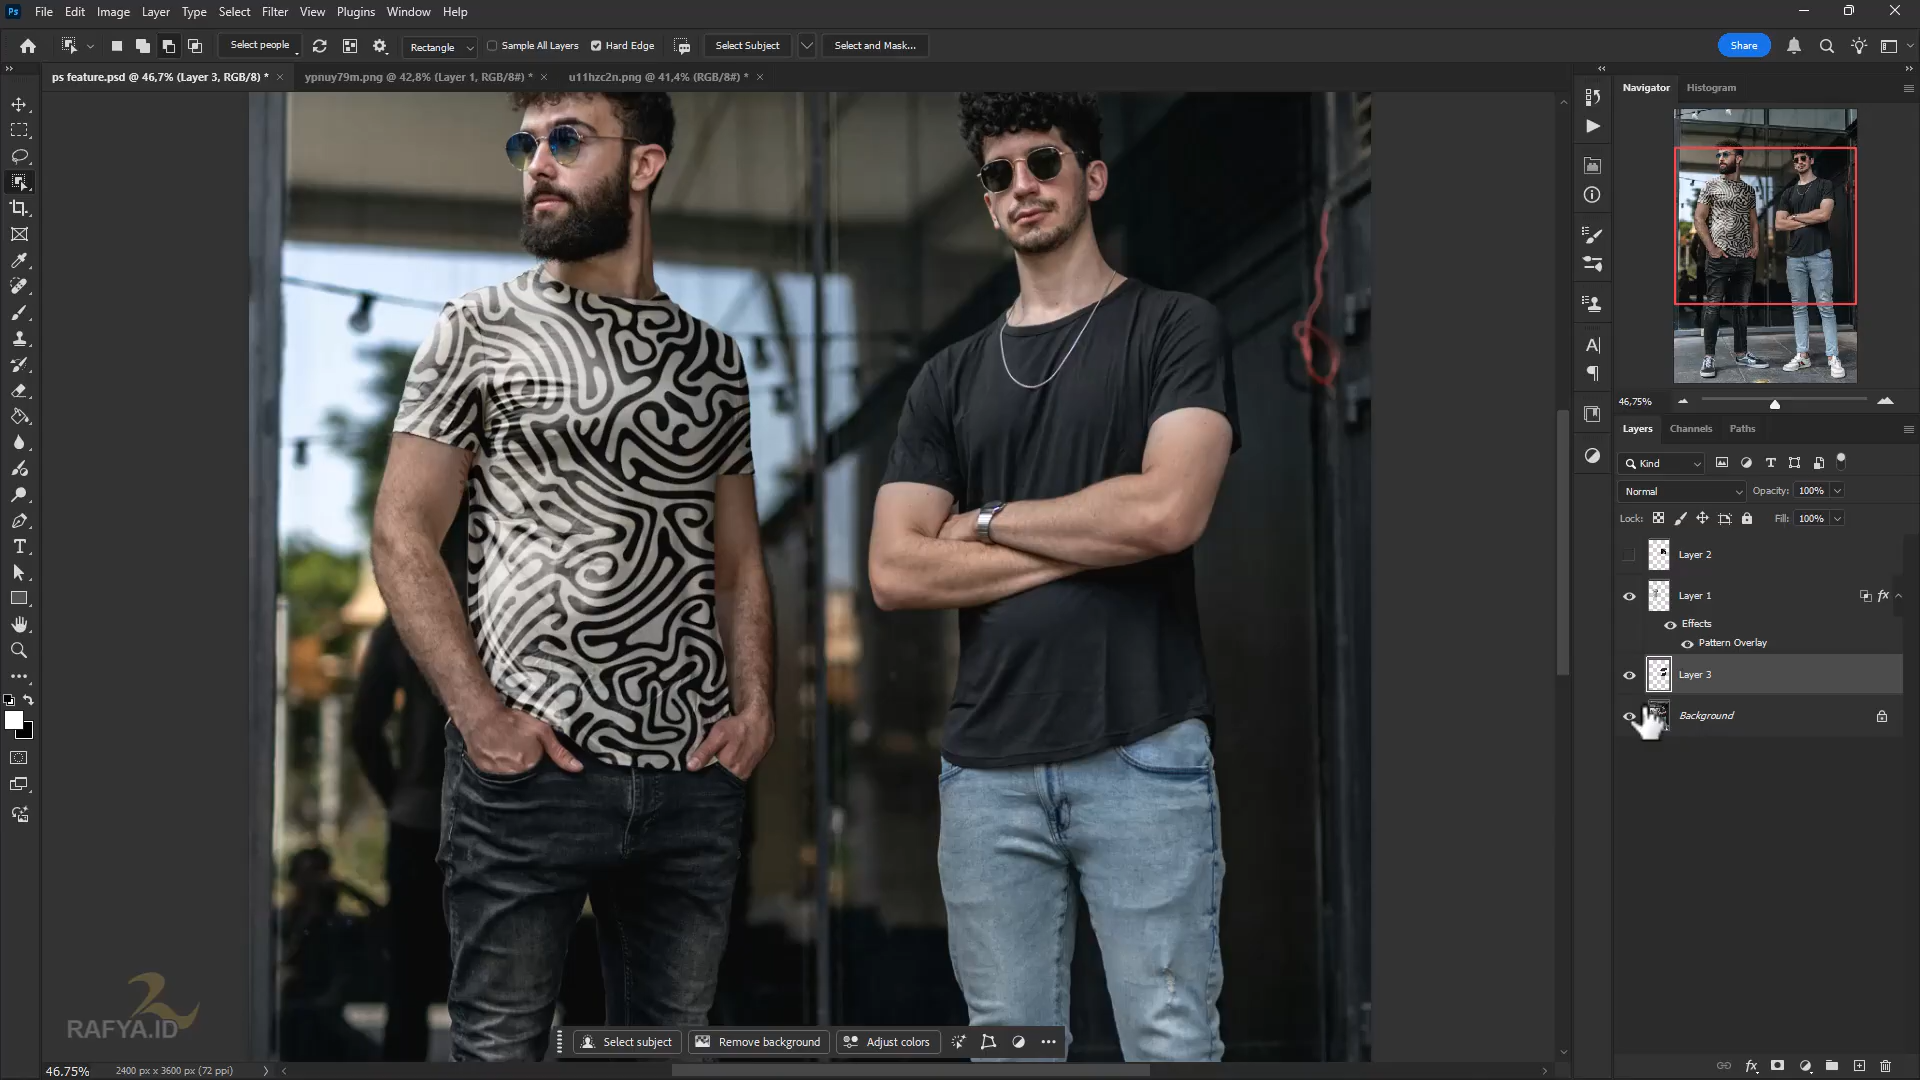 Ps File Edit Image Layer Type Select Filter View Plugins Window Help
Select people Rectangle Sample All Layers Hard Edge Select Subject Select and Mask... Share
ps feature.psd @ 46,7% (Layer 3, RGB/8) * × ypnuy79m.png @ 42,8% (Layer 1, RGB/8#) * × u11hzc2n.png @ 41,4% (RGB/8#) * ×
Navigator Histogram
46,75%
Layers Channels Paths
Kind
Normal Opacity: 100%
Lock: Fill: 100%
Layer 2
Layer 1 fx
Effects
Pattern Overlay
Layer 3
Background
RAFYA.ID
Select subject Remove background Adjust colors
46.75% 2400 px x 3600 px (72 ppi)
fx